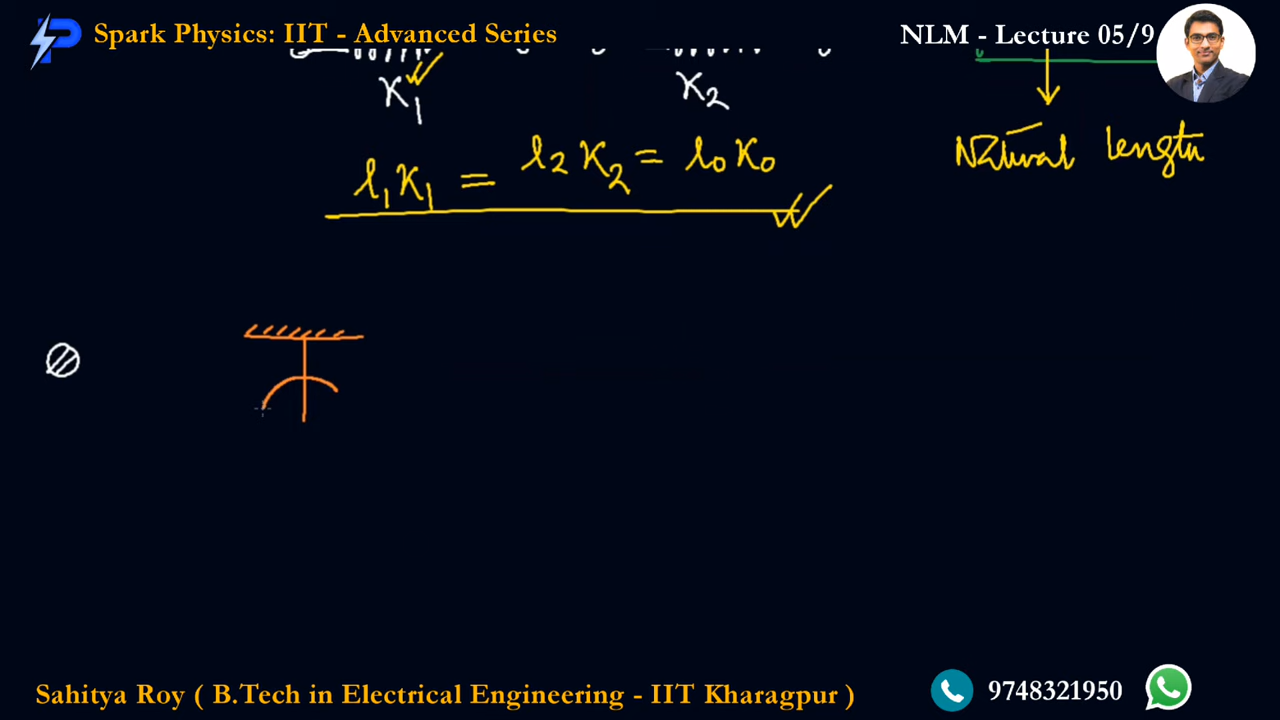 Spark Physics: IIT - Advanced Series
NLM - Lecture 05/9
K₁
K₂
l₁K₁ = l₂K₂ = l₀K₀
Natural length
Sahitya Roy ( B.Tech in Electrical Engineering - IIT Kharagpur )
9748321950